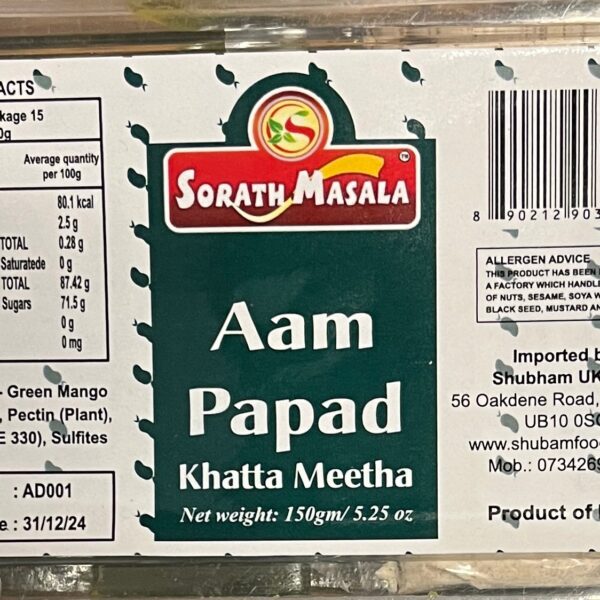 ACTS
kage 15
0g
Average quantity
per 100g
80.1 kcal
2.5 g
TOTAL 0.28 g
Saturatede 0 g
TOTAL 87.42 g
Sugars 71.5 g
0 g
0 mg
- Green Mango
, Pectin (Plant),
E 330), Sulfites
: AD001
e : 31/12/24
S
SORATH MASALA
TM
Aam
Papad
Khatta Meetha
Net weight: 150gm/ 5.25 oz
8 90212 903
ALLERGEN ADVICE
THIS PRODUCT HAS BEEN
A FACTORY WHICH HANDLE
OF NUTS, SESAME, SOYA W
BLACK SEED, MUSTARD AN
Imported b
Shubham UK
56 Oakdene Road,
UB10 0S
www.shubamfoo
Mob.: 073426
Product of